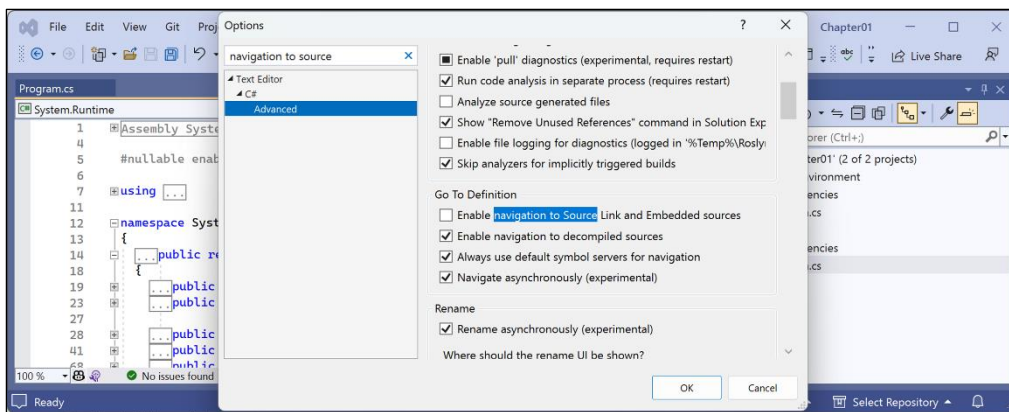 File Edit View Git Proj Options ? Chapter01
navigation to source
Live Share
Enable 'pull' diagnostics (experimental, requires restart)
Run code analysis in separate process (requires restart)
Analyze source generated files
Show "Remove Unused References" command in Solution Exp
Enable file logging for diagnostics (logged in '%Temp%\Rosly
Skip analyzers for implicitly triggered builds
Text Editor
C#
Advanced
Go To Definition
Enable navigation to Source Link and Embedded sources
Enable navigation to decompiled sources
Always use default symbol servers for navigation
Navigate asynchronously (experimental)
Rename
Rename asynchronously (experimental)
Where should the rename UI be shown?
OK Cancel
Program.cs
C# System.Runtime
1 Assembly Syste
4
5 #nullable enab
6
7 using ...
11
12 namespace Syst
13 {
14 ...public re
18 {
19 ...public
23 ...public
27
28 ...public
41 ...public
68 public
100 % No issues found
orer (Ctrl+;)
ter01' (2 of 2 projects)
vironment
encies
.cs
encies
.cs
Ready Select Repository